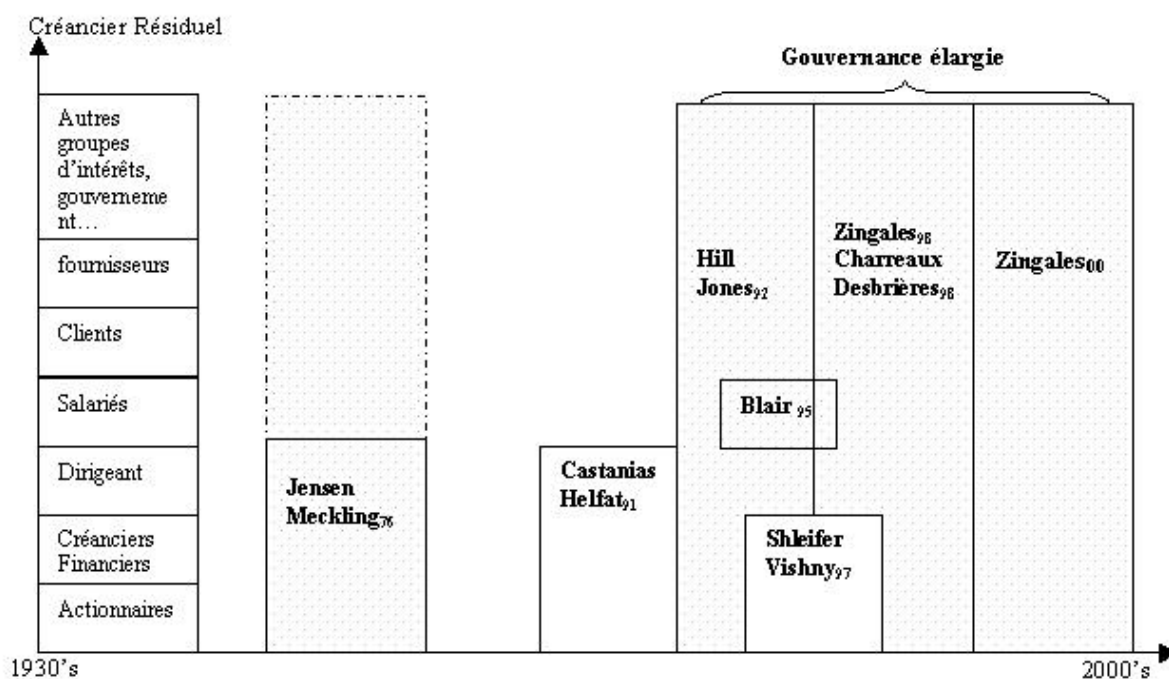 Créancier Résiduel
Gouvernance élargie
Autres
groupes
d'intérêts,
gouverneme
nt…
fournisseurs
Clients
Salariés
Dirigeant
Créanciers
Financiers
Actionnaires
Jensen
Meckling76
Castanias
Helfat91
Hill
Jones92
Blair 95
Shleifer
Vishny97
Zingales98
Charreaux
Desbrières98
Zingales00
1930's
2000's